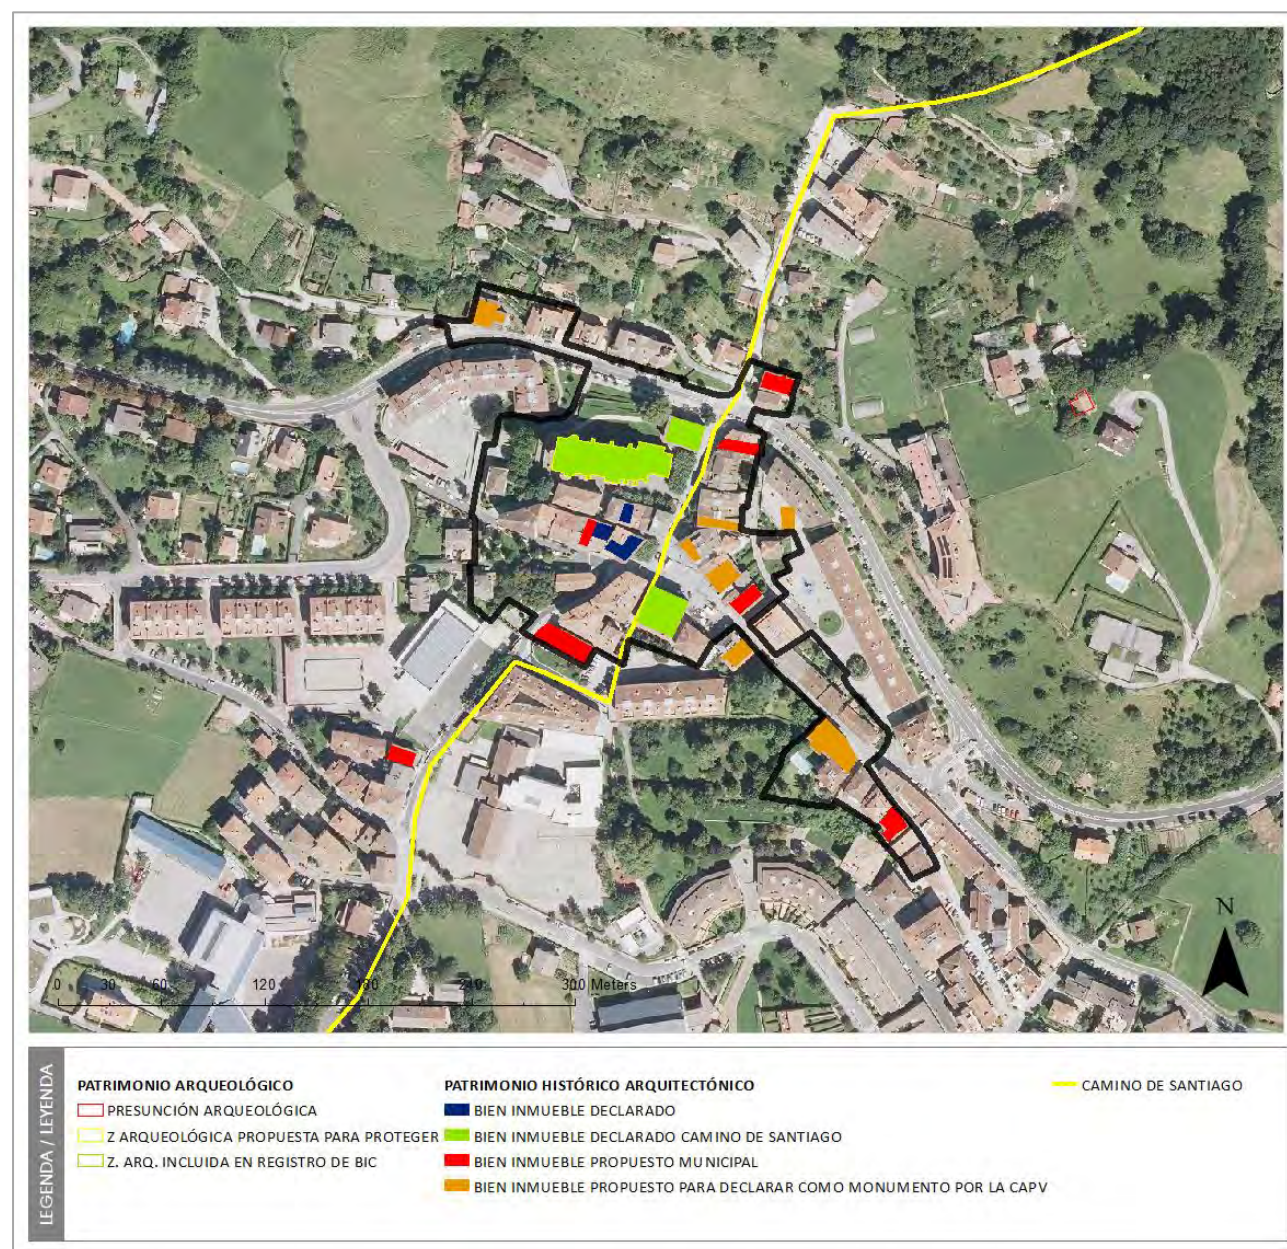 N
0 30 60 120 180 240 300 Meters
LEGENDA / LEYENDA
PATRIMONIO ARQUEOLÓGICO
PRESUNCIÓN ARQUEOLÓGICA
Z ARQUEOLÓGICA PROPUESTA PARA PROTEGER
Z. ARQ. INCLUIDA EN REGISTRO DE BIC
PATRIMONIO HISTÓRICO ARQUITECTÓNICO
BIEN INMUEBLE DECLARADO
BIEN INMUEBLE DECLARADO CAMINO DE SANTIAGO
BIEN INMUEBLE PROPUESTO MUNICIPAL
BIEN INMUEBLE PROPUESTO PARA DECLARAR COMO MONUMENTO POR LA CAPV
CAMINO DE SANTIAGO